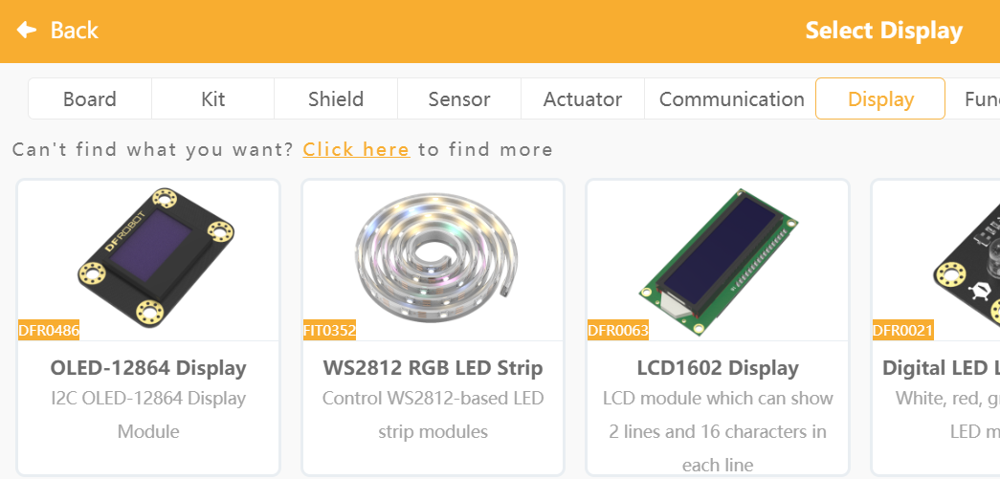 Back
Select Display
Board
Kit
Shield
Sensor
Actuator
Communication
Display
Can't find what you want? Click here to find more
DFROBOT
DFR0486
OLED-12864 Display
I2C OLED-12864 Display
Module
FIT0352
WS2812 RGB LED Strip
Control WS2812-based LED
strip modules
DFR0063
LCD1602 Display
LCD module which can show
2 lines and 16 characters in
each line
DFR0021
Digital LED
White, red,
LED